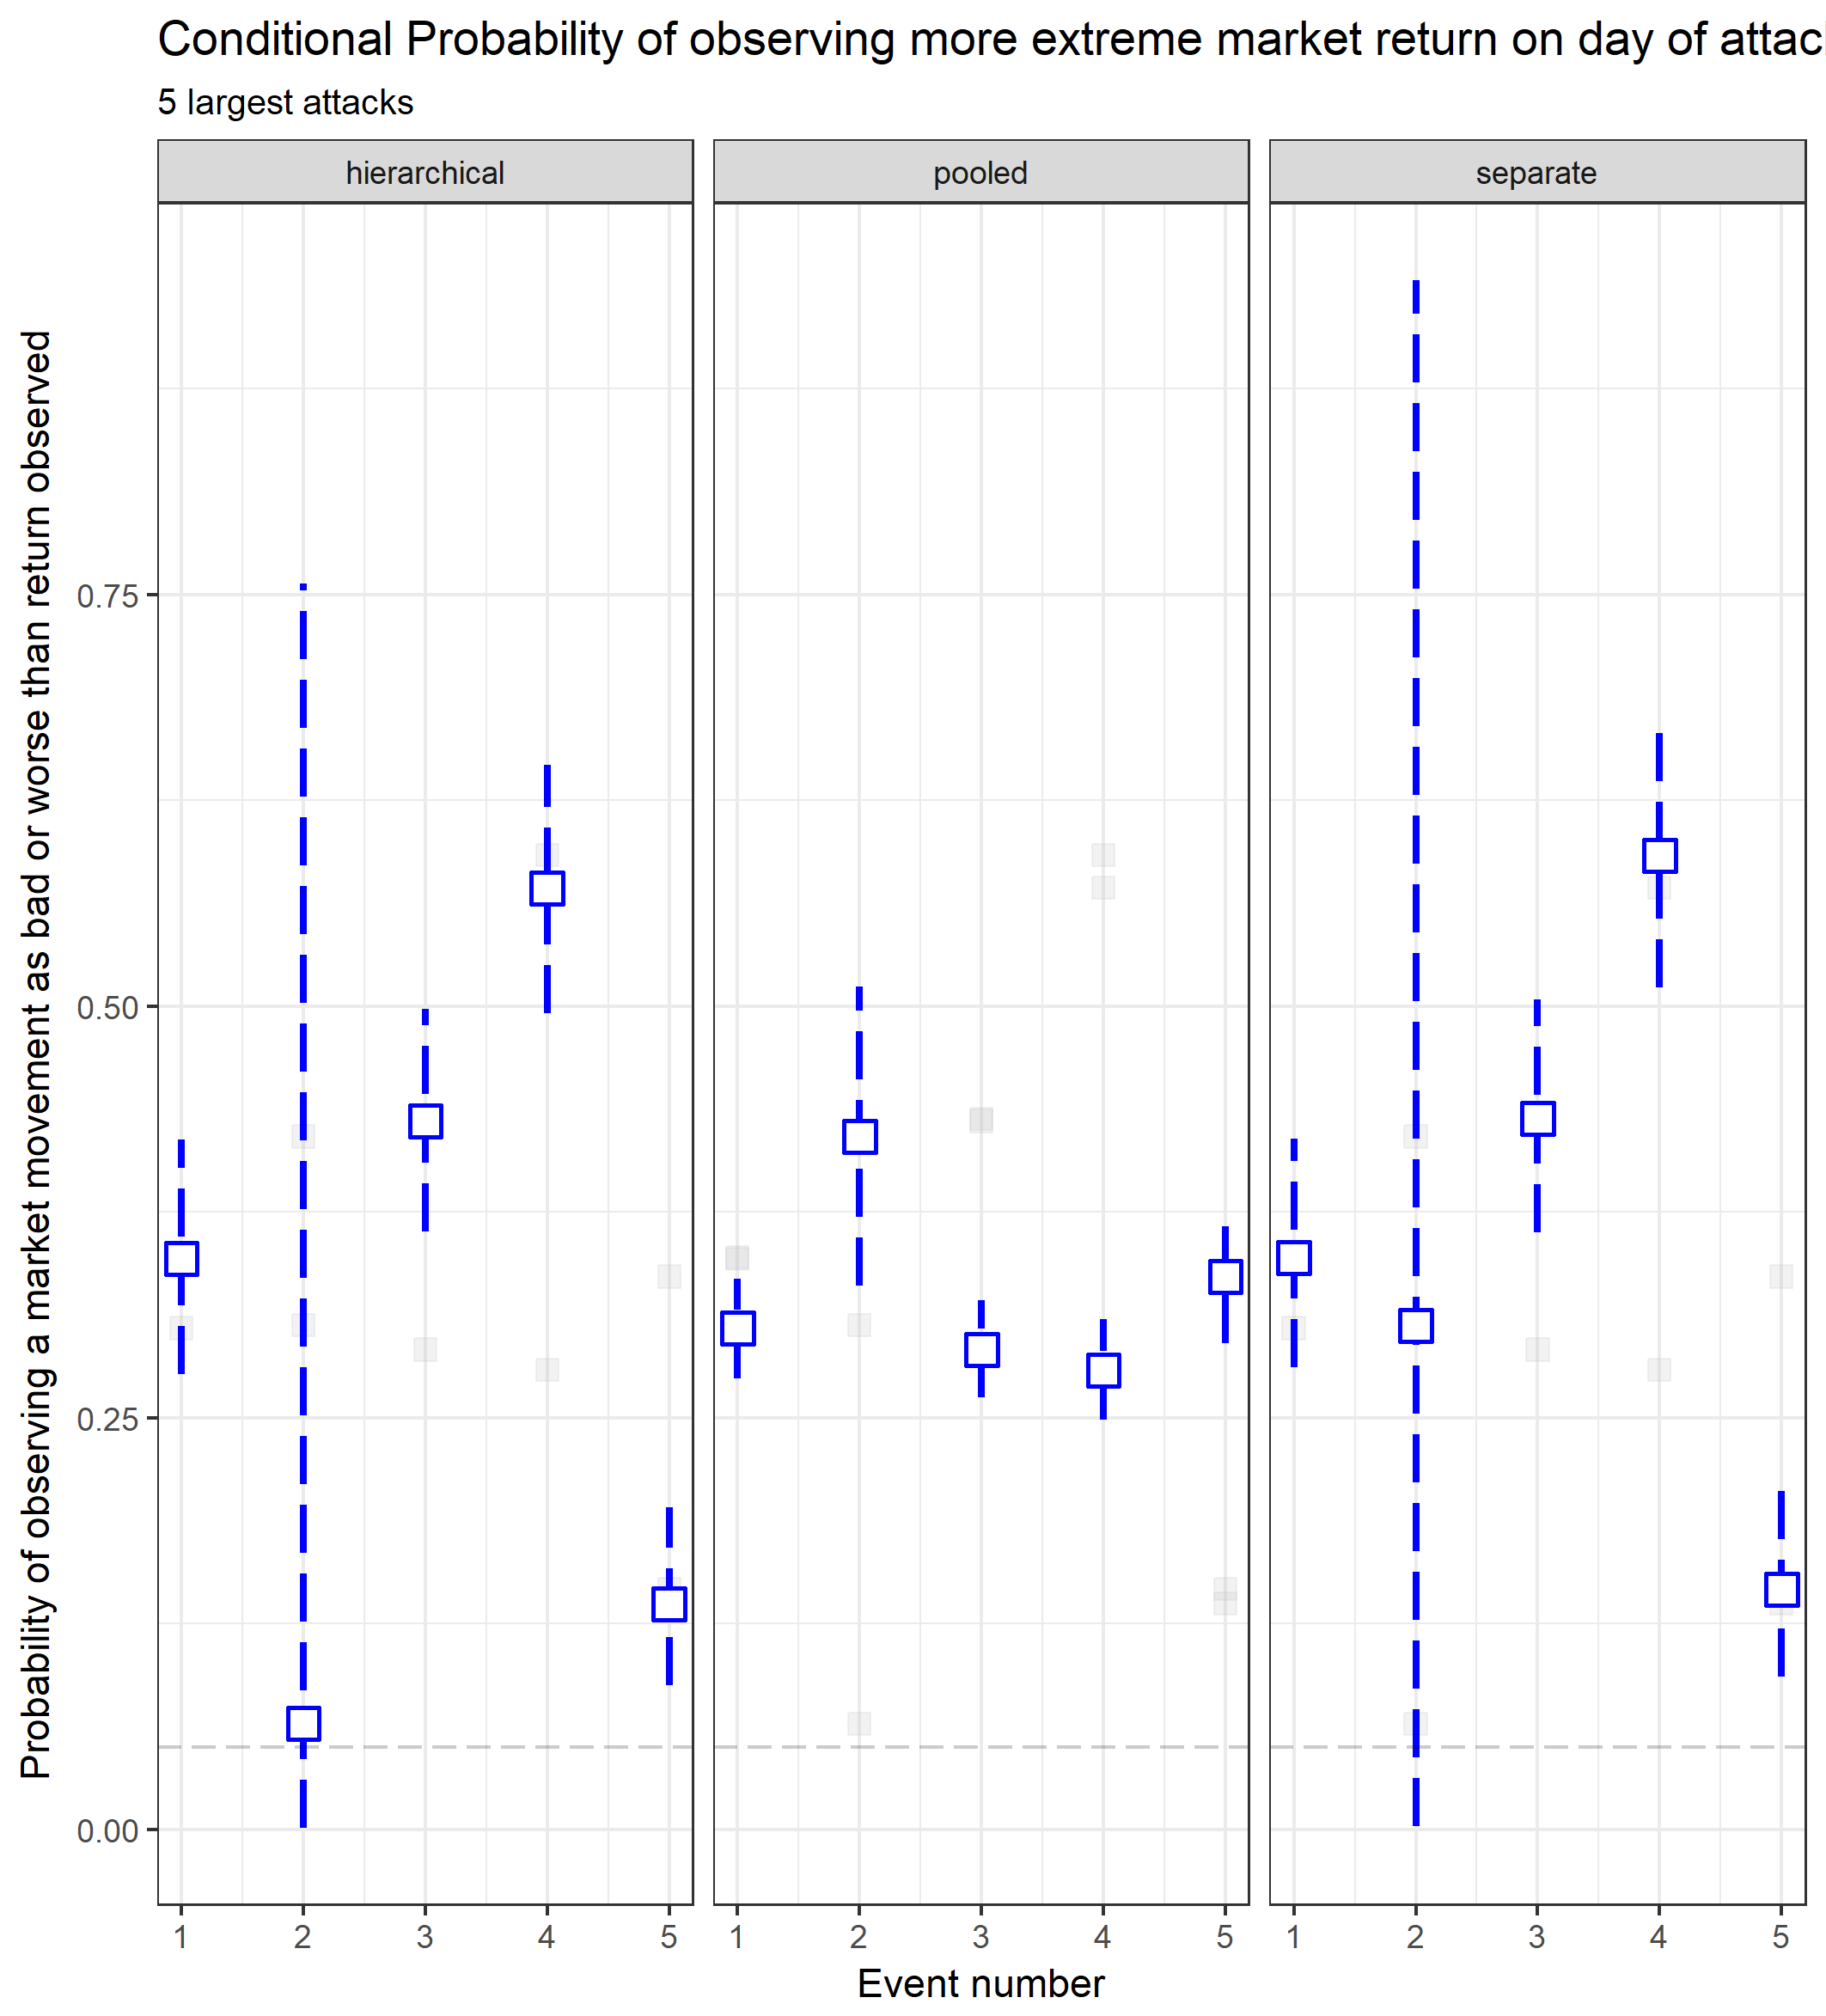 Conditional Probability of observing more extreme market return on day of attac
5 largest attacks
hierarchical
pooled
separate
Probability of observing a market movement as bad or worse than return observed
0.75
0.50
0.25
0.00
1 2 3 4 5
1 2 3 4 5
1 2 3 4 5
Event number